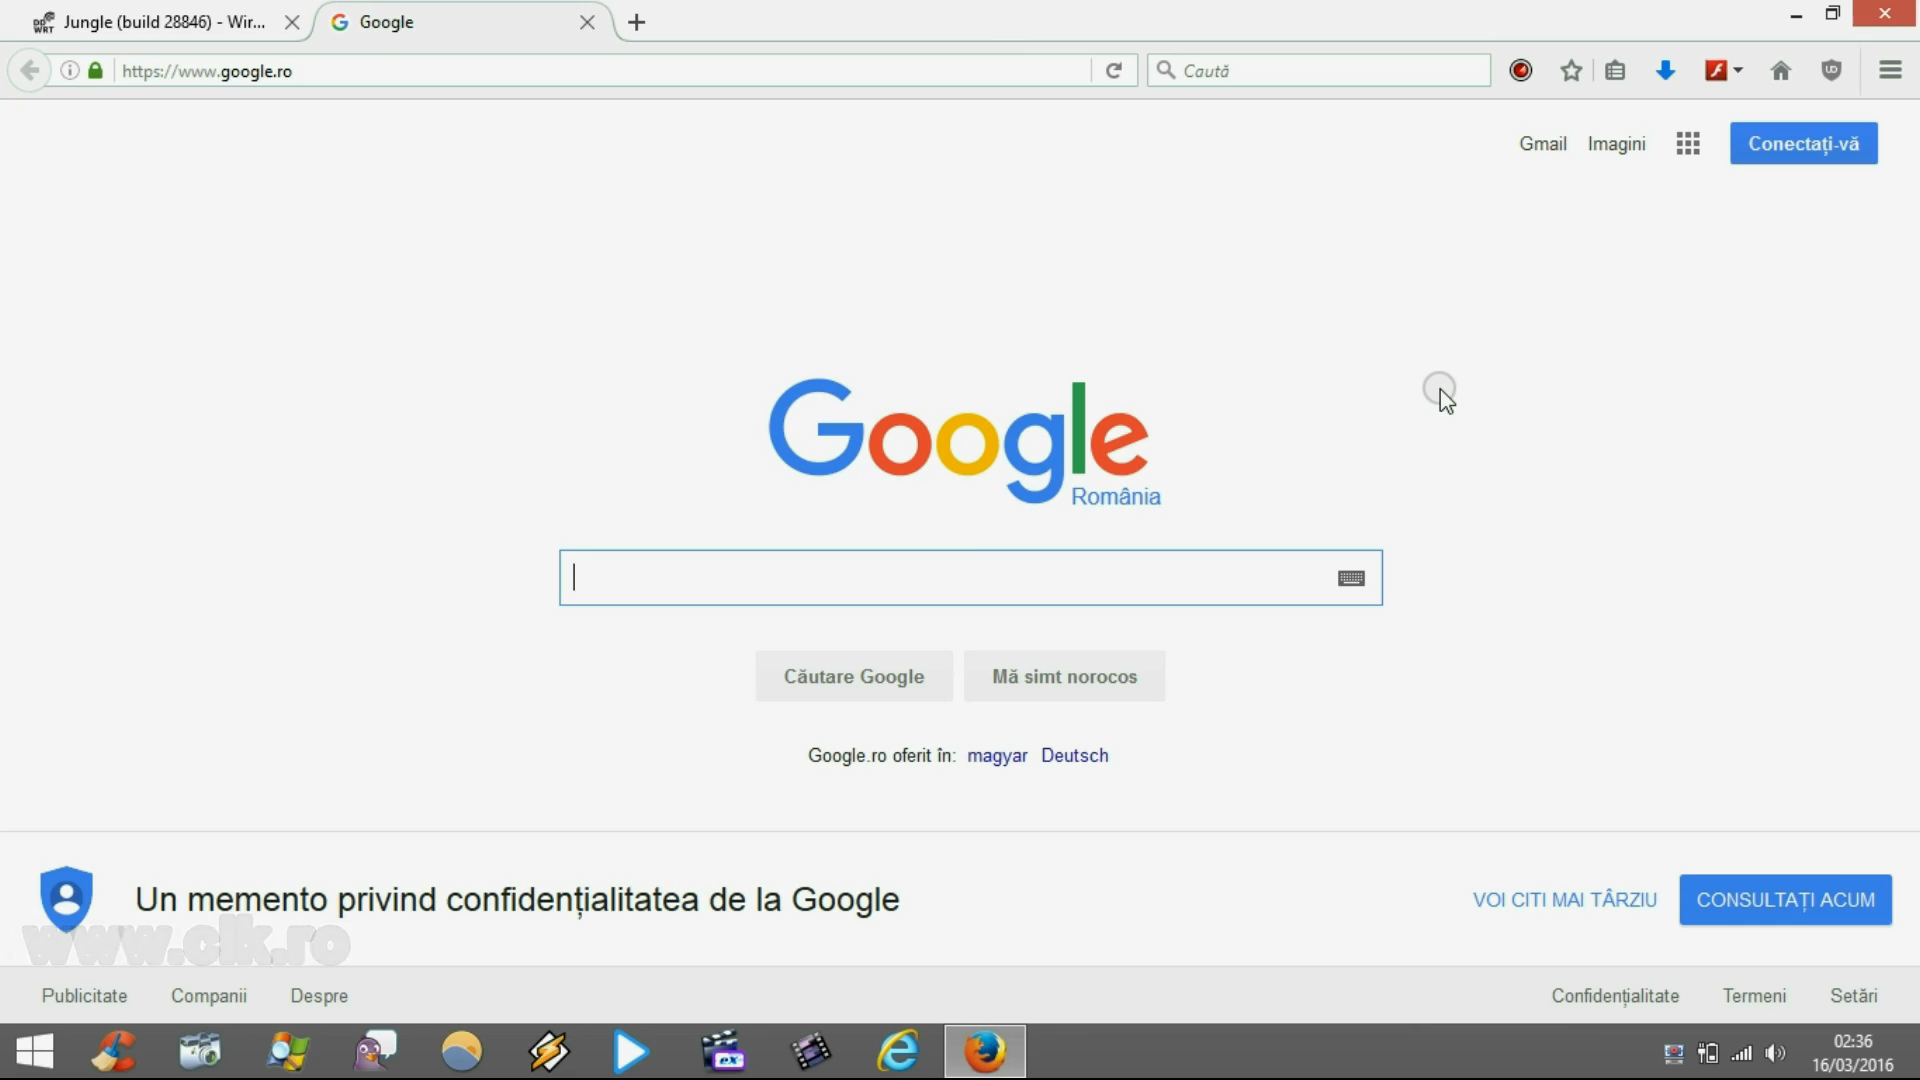 DD WRT Jungle (build 28846) - Wir...
Google
https://www.google.ro
Caută
Gmail Imagini Conectați-vă
Google
România
Căutare Google Mă simt norocos
Google.ro oferit în: magyar Deutsch
Un memento privind confidențialitatea de la Google
VOI CITI MAI TÂRZIU CONSULTAȚI ACUM
www.clk.ro
Publicitate Companii Despre
Confidențialitate Termeni Setări
02:36
16/03/2016